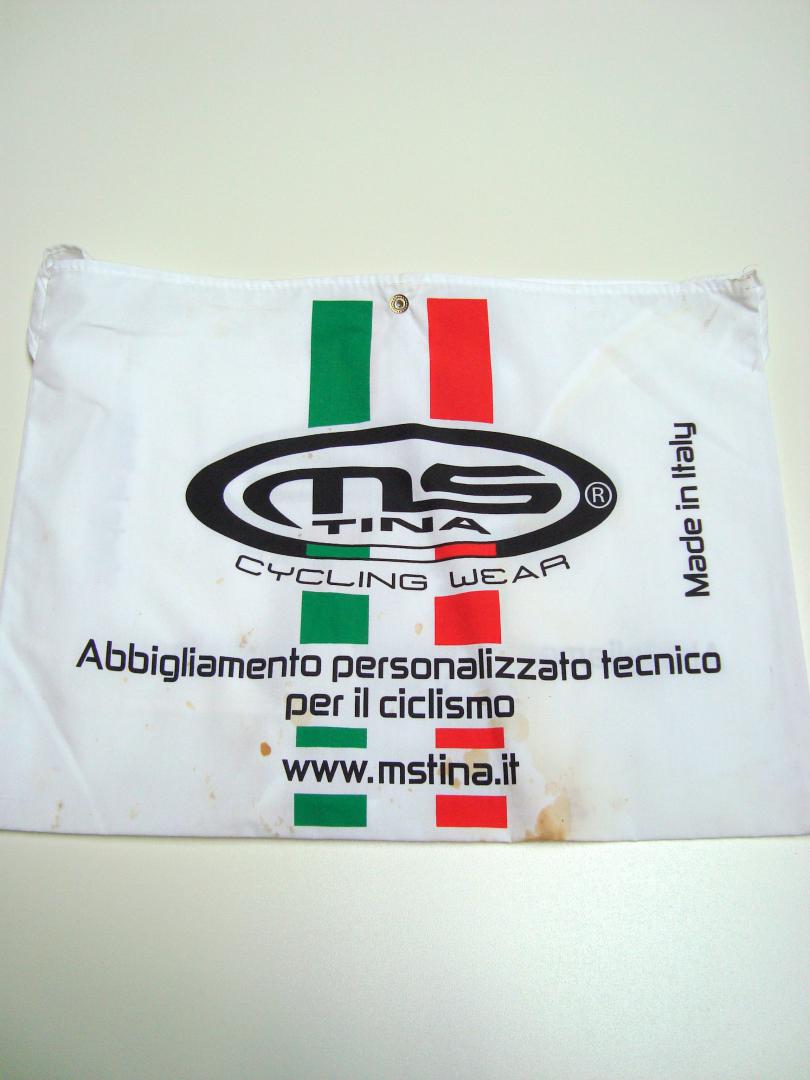 ms
TINA
®
CYCLING WEAR
Made in Italy
Abbigliamento personalizzato tecnico
per il ciclismo
www.mstina.it